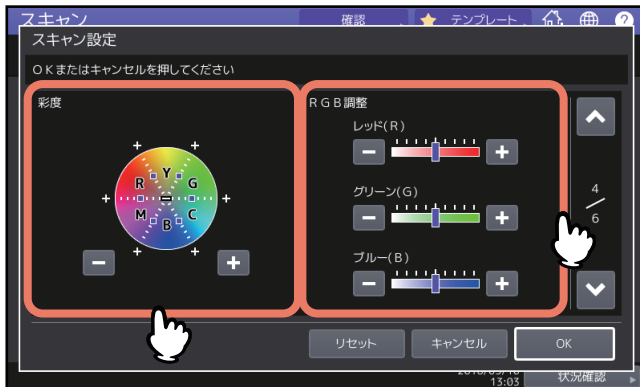 スキャン
確認
テンプレート
?
スキャン設定
OKまたはキャンセルを押してください
彩度
Y
R
G
M
C
B
RGB調整
レッド(R)
グリーン(G)
ブルー(B)
4
6
リセット
キャンセル
OK
13:03
状況確認